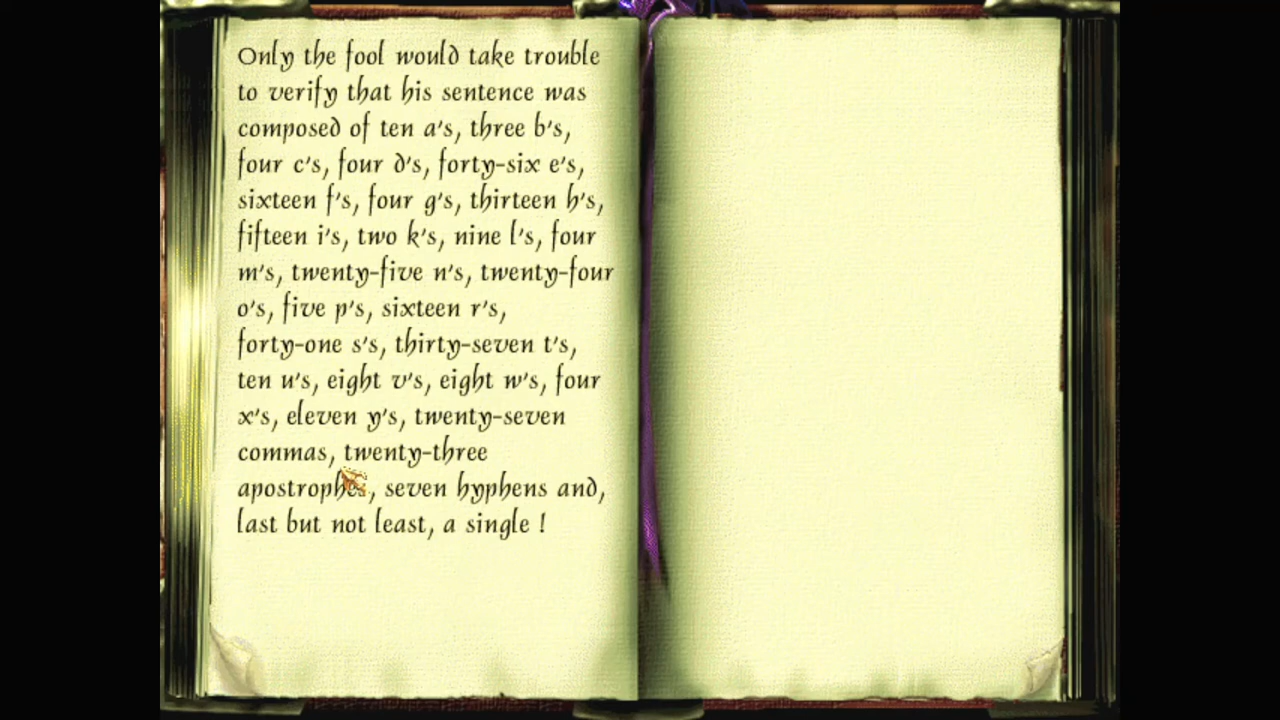 Only the fool would take trouble
to verify that his sentence was
composed of ten a's, three b's,
four c's, four d's, forty-six e's,
sixteen f's, four g's, thirteen h's,
fifteen i's, two k's, nine l's, four
m's, twenty-five n's, twenty-four
o's, five p's, sixteen r's,
forty-one s's, thirty-seven t's,
ten u's, eight v's, eight w's, four
x's, eleven y's, twenty-seven
commas, twenty-three
apostrophes, seven hyphens and,
last but not least, a single !